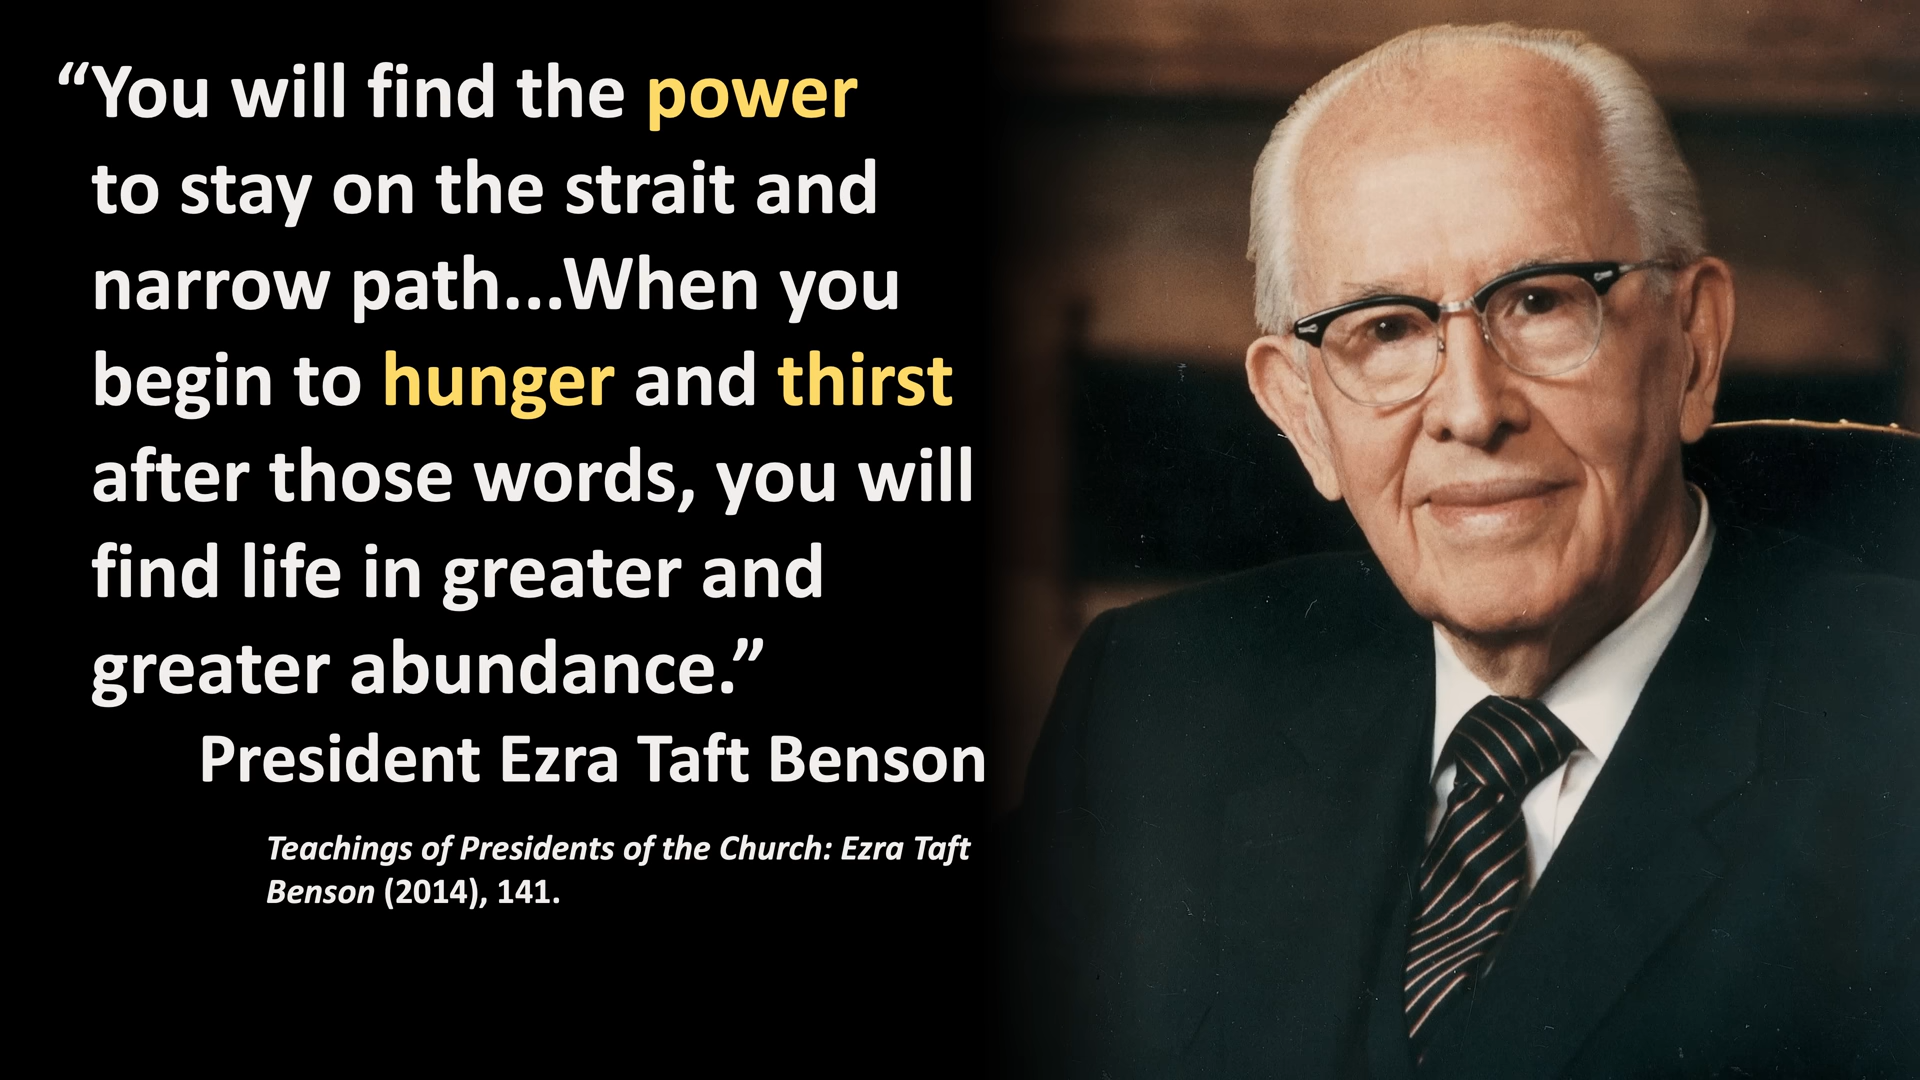 “You will find the power
to stay on the strait and
narrow path...When you
begin to hunger and thirst
after those words, you will
find life in greater and
greater abundance.”
President Ezra Taft Benson
Teachings of Presidents of the Church: Ezra Taft
Benson (2014), 141.